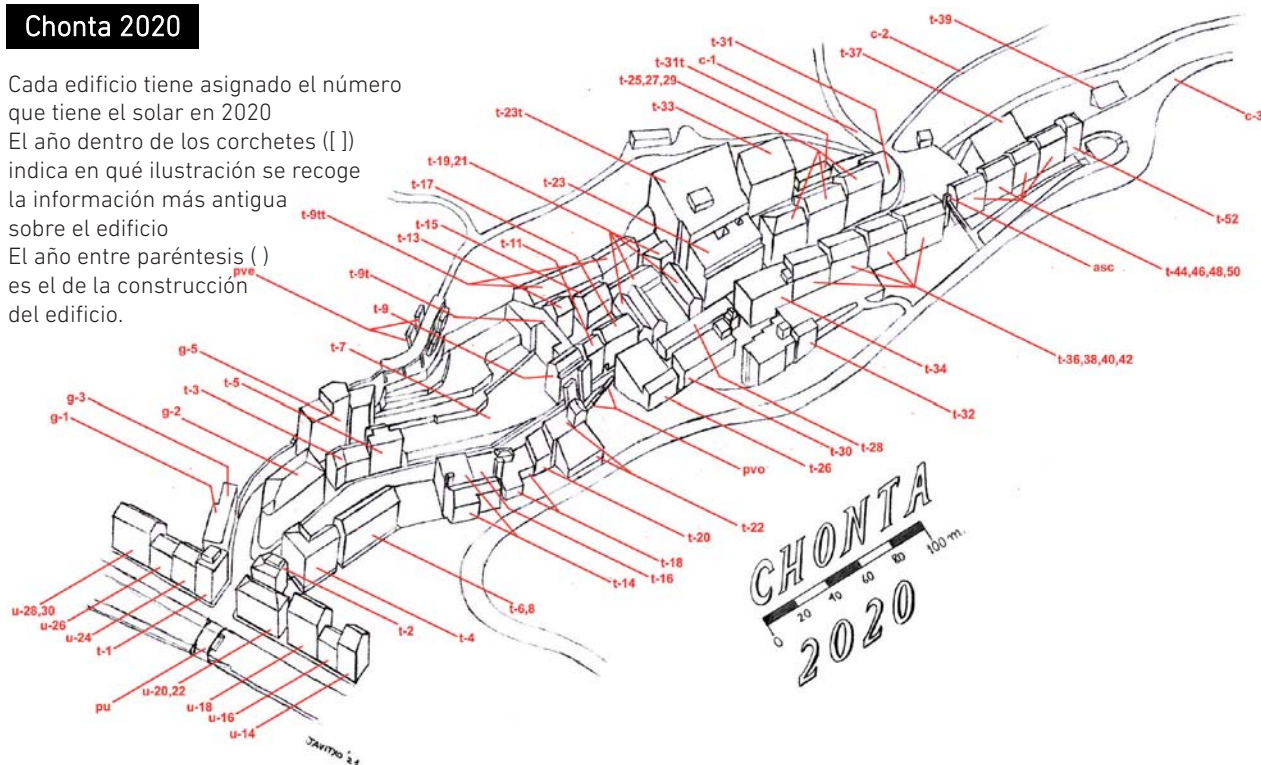 Chonta 2020
Cada edificio tiene asignado el número
que tiene el solar en 2020
El año dentro de los corchetes ([ ])
indica en qué ilustración se recoge
la información más antigua
sobre el edificio
El año entre paréntesis ( )
es el de la construcción
del edificio.
t-39
c-2
t-31
t-37
t-31t
c-1
t-25,27,29
t-33
t-23t
c-3
t-19,21
t-17
t-23
t-9tt
t-15
t-13
t-11
t-52
pve
t-9t
asc
t-44,46,48,50
t-9
t-7
g-5
t-5
t-3
g-2
g-3
g-1
t-36,38,40,42
t-34
t-32
t-28
t-30
t-26
pvo
t-22
t-20
t-18
t-16
t-14
t-6,8
t-4
t-2
u-28,30
u-26
u-24
t-1
u-20,22
u-18
u-16
u-14
pu
CHONTA
2020
0 20 40 60 80 100 m.
JAVITXO '21